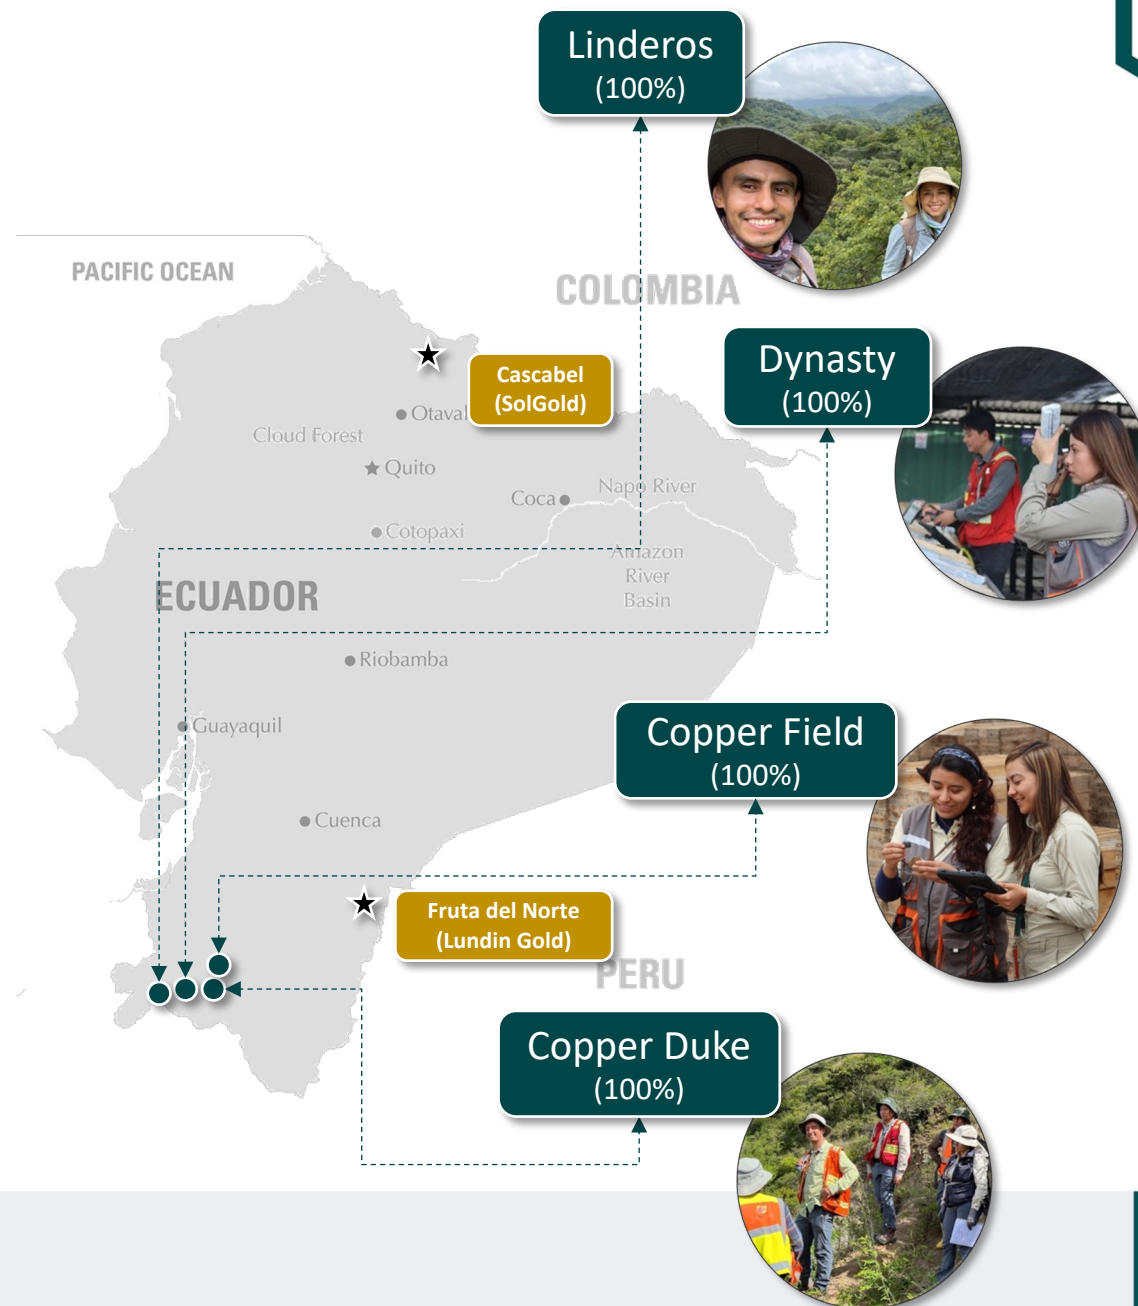 Linderos
(100%)
PACIFIC OCEAN
COLOMBIA
Dynasty
(100%)
Cascabel
(SolGold)
Otaval
Cloud Forest
Quito
Napo River
Coca
Cotopaxi
Amazon
River
Basin
ECUADOR
Riobamba
Guayaquil
Copper Field
(100%)
Cuenca
Fruta del Norte
(Lundin Gold)
PERU
Copper Duke
(100%)